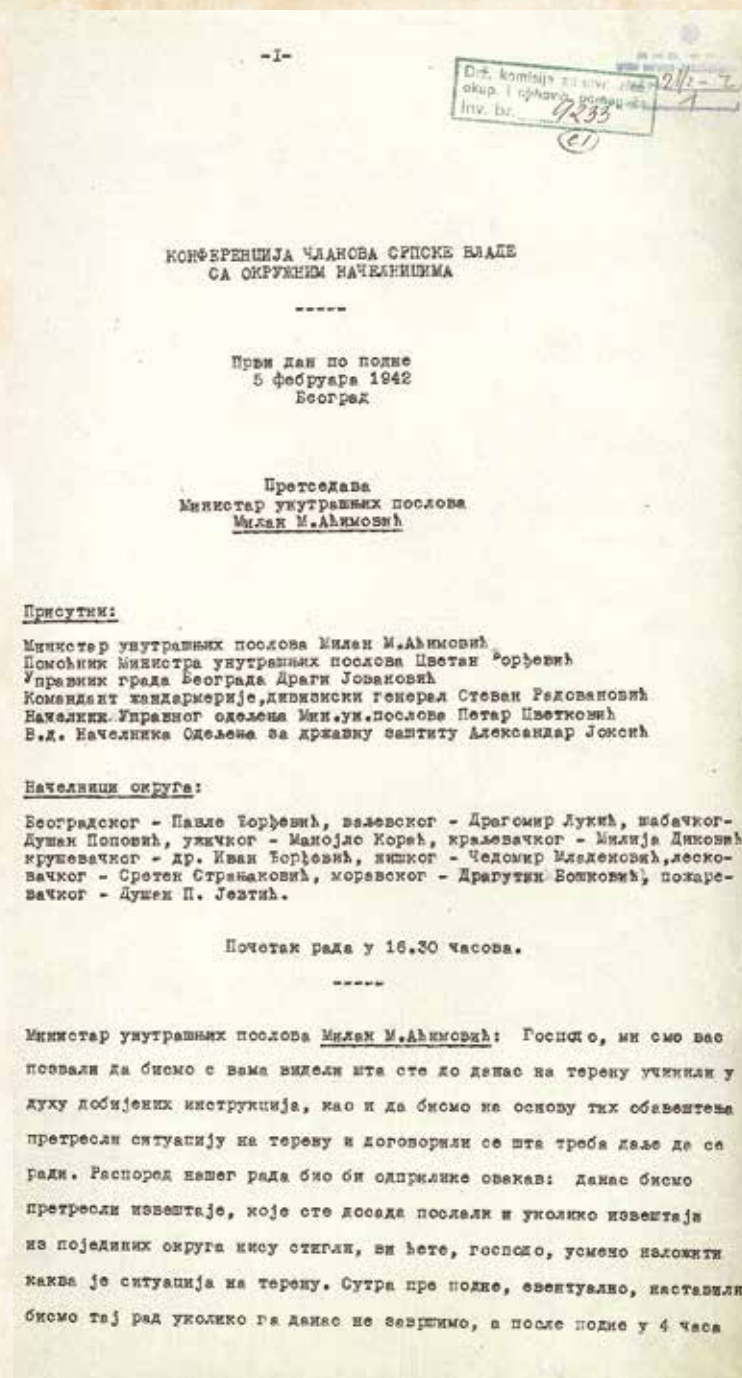 -I-
Drž. komisija za
okup. i njihovih
Inv. br. 9233
КОНФЕРЕНЦИЈА ЧЛАНОВА СРПСКЕ ВЛАДЕ
СА ОКРУЖНИМ НАЧЕЛНИЦИМА
-----
Први дан по подне
5 фебруара 1942
Београд
Претседава
Министар унутрашњих послова
Милан М.Аћимовић
Присутни:
Министар унутрашњих послова Милан М.Аћимовић
Помоћник Министра унутрашњих послова Цветан Ђорђевић
Управник града Београда Драги Јовановић
Командант жандармерије,дивизиски генерал Стеван Радовановић
Начелник Управног одељења Мин.ун.послова Петар Цветковић
В.д. Начелника Одељења за државну заштиту Александар Јоксић
Начелници округа:
Београдског - Павле Ђорђевић, ваљевског - Драгомир Лукић, шабачког-
Душан Поповић, ужичког - Манојло Кораћ, краљевачког - Милија Диковић
крушевачког - др. Иван Ђорђевић, нишког - Чедомир Младеновић,леско-
вачког - Сретен Страњаковић, моравског - Драгутин Бошковић, пожаре-
вачког - Душан П. Јевтић.
Почетак рада у 16.30 часова.
-----
Министар унутрашњих послова Милан М.Аћимовић: Господо, ми смо вас
позвали да бисмо с вама видели шта сте до данас на терену учинили у
духу добијених инструкција, као и да бисмо на основу тих обавештења
претресли ситуацију на терену и договорили се шта треба даље да се
ради. Распоред нашег рада био би одприлике овакав: данас бисмо
претресли извештаје, које сте досада послали и уколико извештаји
из појединих округа нису стигли, ви ћете, господо, усмено изложити
каква је ситуација на терену. Сутра пре подне, евентуално, наставили
бисмо тај рад уколико га данас не завршимо, а после подне у 4 часа